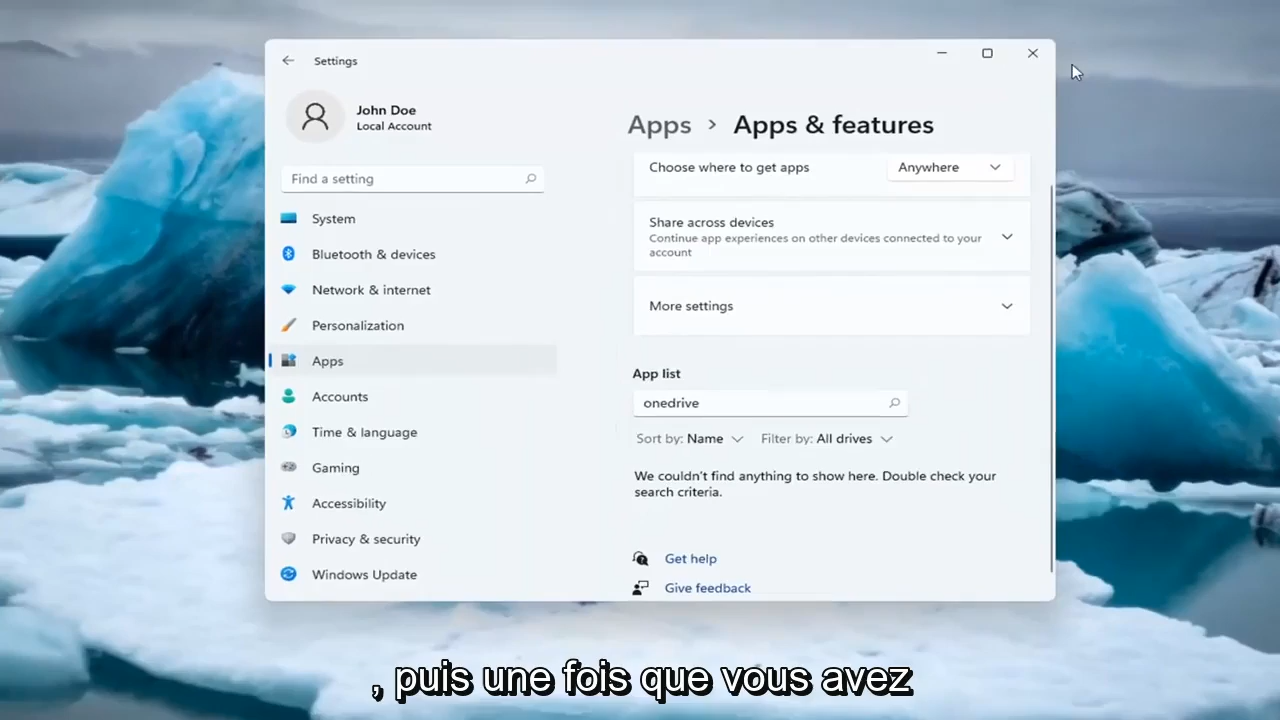 Settings
John Doe
Local Account
Find a setting
System
Bluetooth & devices
Network & internet
Personalization
Apps
Accounts
Time & language
Gaming
Accessibility
Privacy & security
Windows Update
Apps > Apps & features
Choose where to get apps
Anywhere
Share across devices
Continue app experiences on other devices connected to your
account
More settings
App list
onedrive
Sort by: Name Filter by: All drives
We couldn't find anything to show here. Double check your
search criteria.
Get help
Give feedback
, puis une fois que vous avez